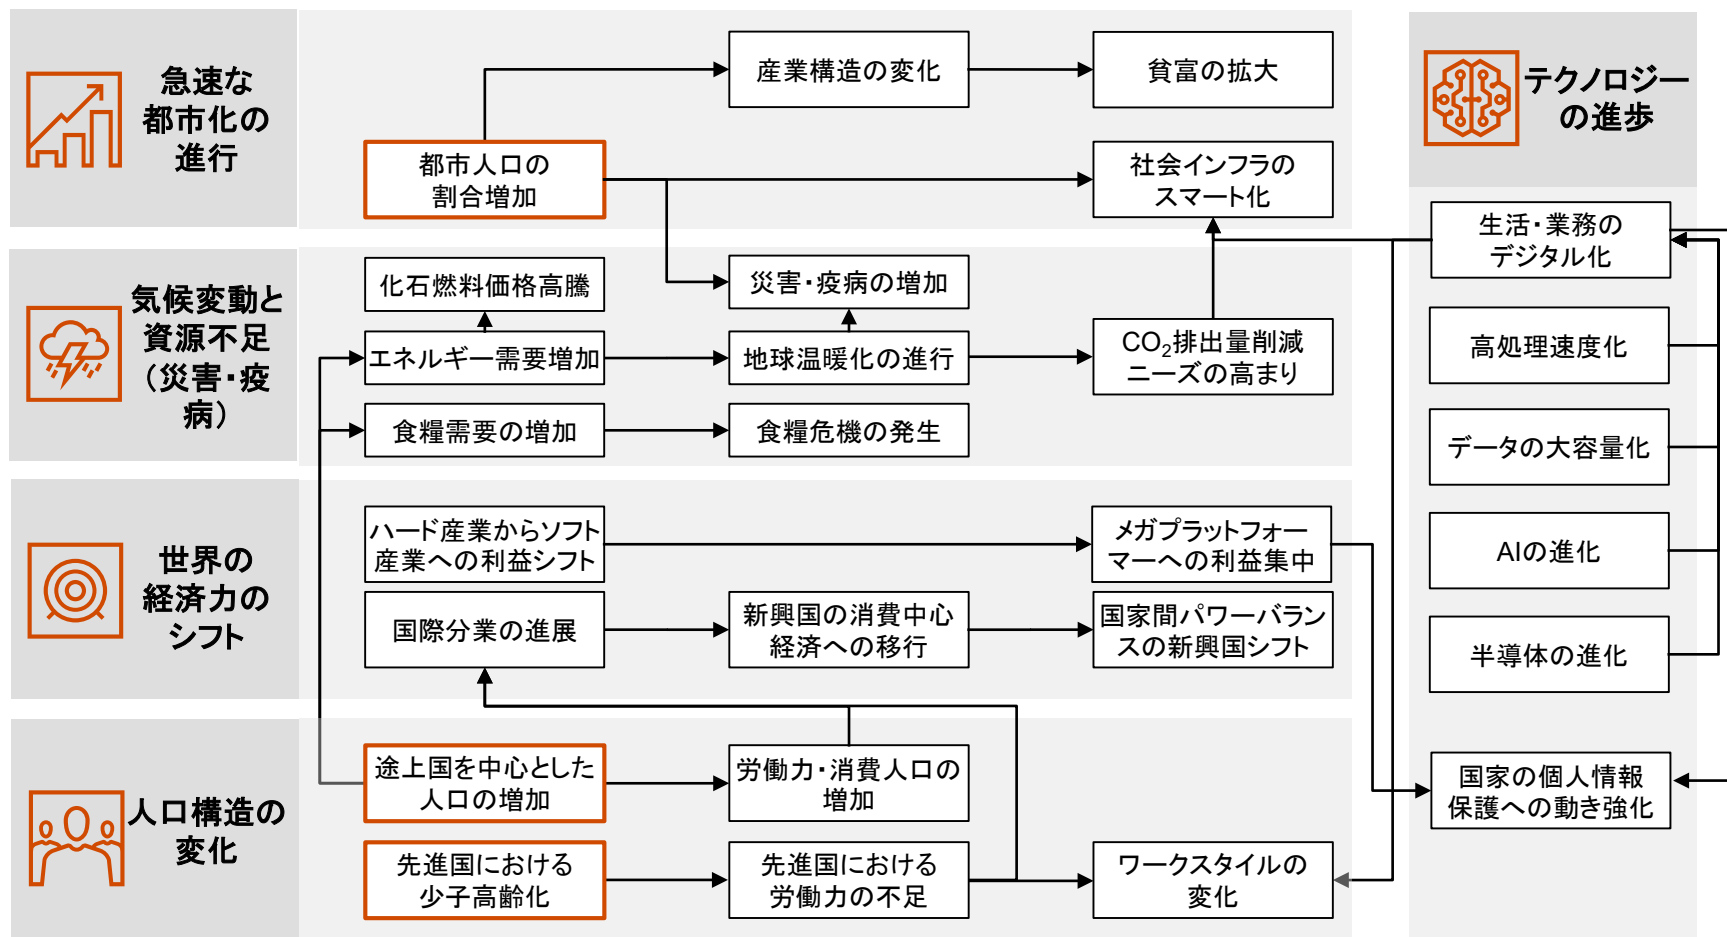 急速な
都市化の
進行
産業構造の変化
貧富の拡大
都市人口の
割合増加
社会インフラの
スマート化
気候変動と
資源不足
（災害・疫
病）
化石燃料価格高騰
災害・疫病の増加
エネルギー需要増加
地球温暖化の進行
CO₂排出量削減
ニーズの高まり
食糧需要の増加
食糧危機の発生
世界の
経済力の
シフト
ハード産業からソフト
産業への利益シフト
メガプラットフォー
マーへの利益集中
国際分業の進展
新興国の消費中心
経済への移行
国家間パワーバラン
スの新興国シフト
人口構造の
変化
途上国を中心とした
人口の増加
労働力・消費人口の
増加
先進国における
少子高齢化
先進国における
労働力の不足
ワークスタイルの
変化
テクノロジー
の進歩
生活・業務の
デジタル化
高処理速度化
データの大容量化
AIの進化
半導体の進化
国家の個人情報
保護への動き強化